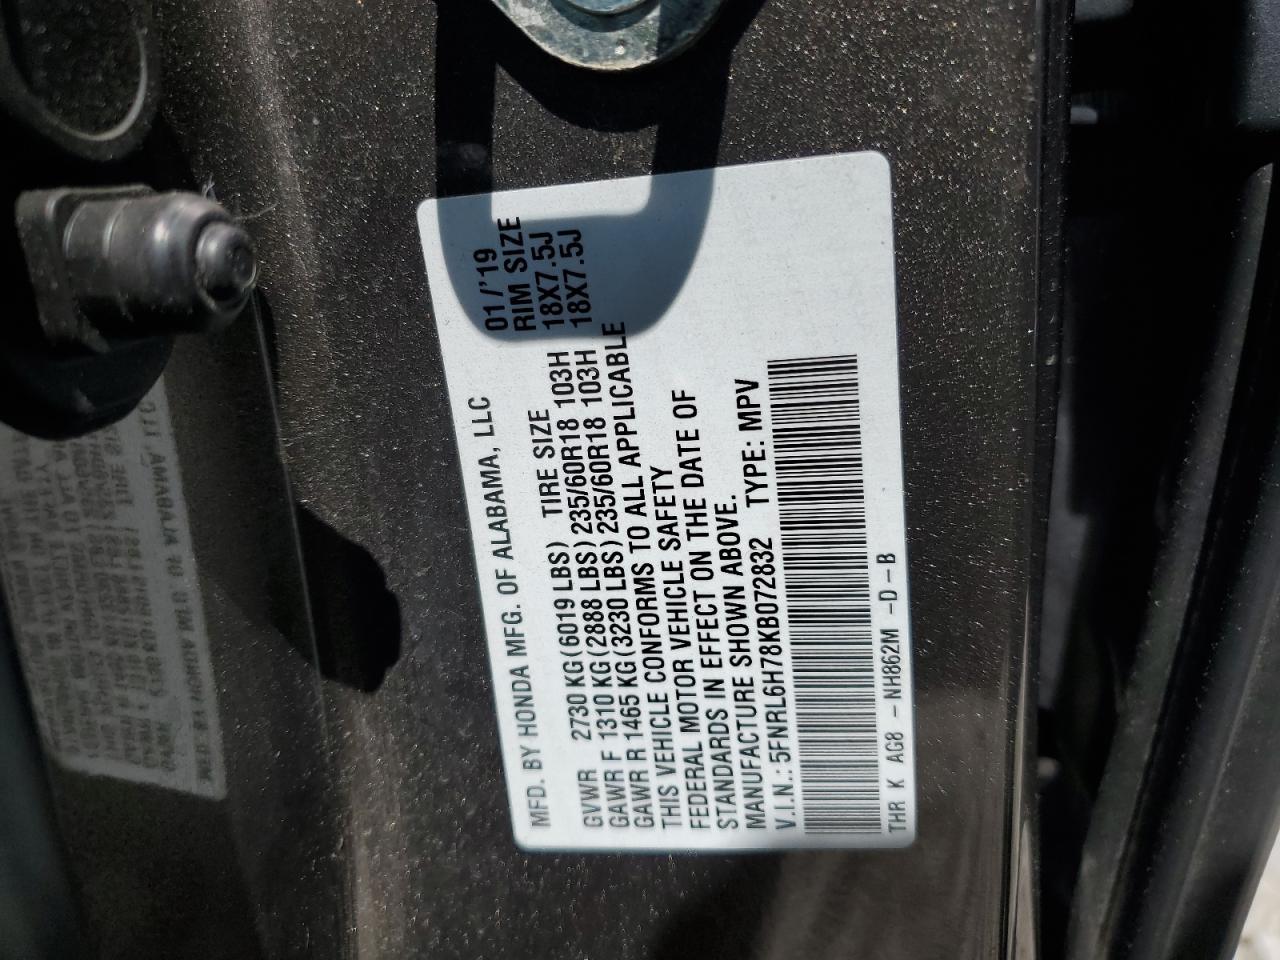 MFD. BY HONDA MFG. OF ALABAMA, LLC 01/'19
TIRE SIZE RIM SIZE
GVWR 2730 KG(6019 LBS)
GAWR F 1310 KG(2888 LBS)235/60R18 103H 18X7.5J
GAWR R 1465 KG(3230 LBS)235/60R18 103H 18X7.5J
THIS VEHICLE CONFORMS TO ALL APPLICABLE
FEDERAL MOTOR VEHICLE SAFETY
STANDARDS IN EFFECT ON THE DATE OF
MANUFACTURE SHOWN ABOVE.
V.I.N.: 5FNRL6H78KB072832 TYPE: MPV
THR K AG8 -NH862M -D-B